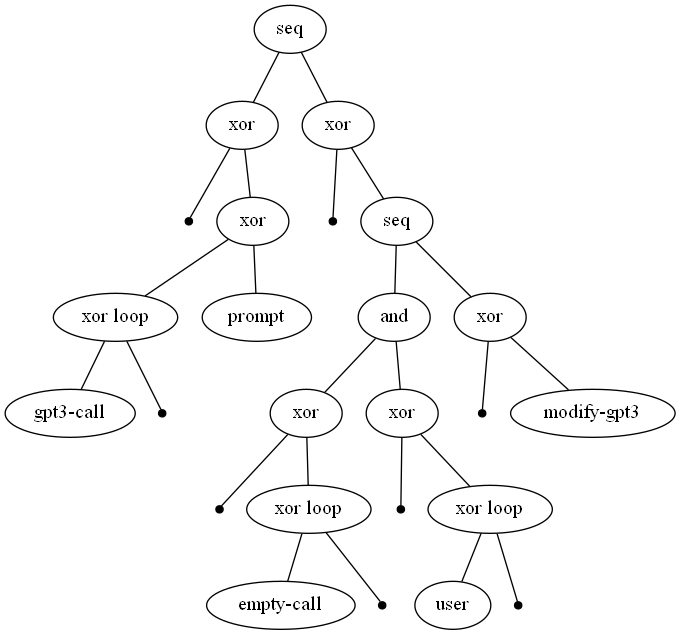 seq
xor xor
xor seq
xor loop prompt and xor
gpt3-call xor xor modify-gpt3
xor loop xor loop
empty-call user